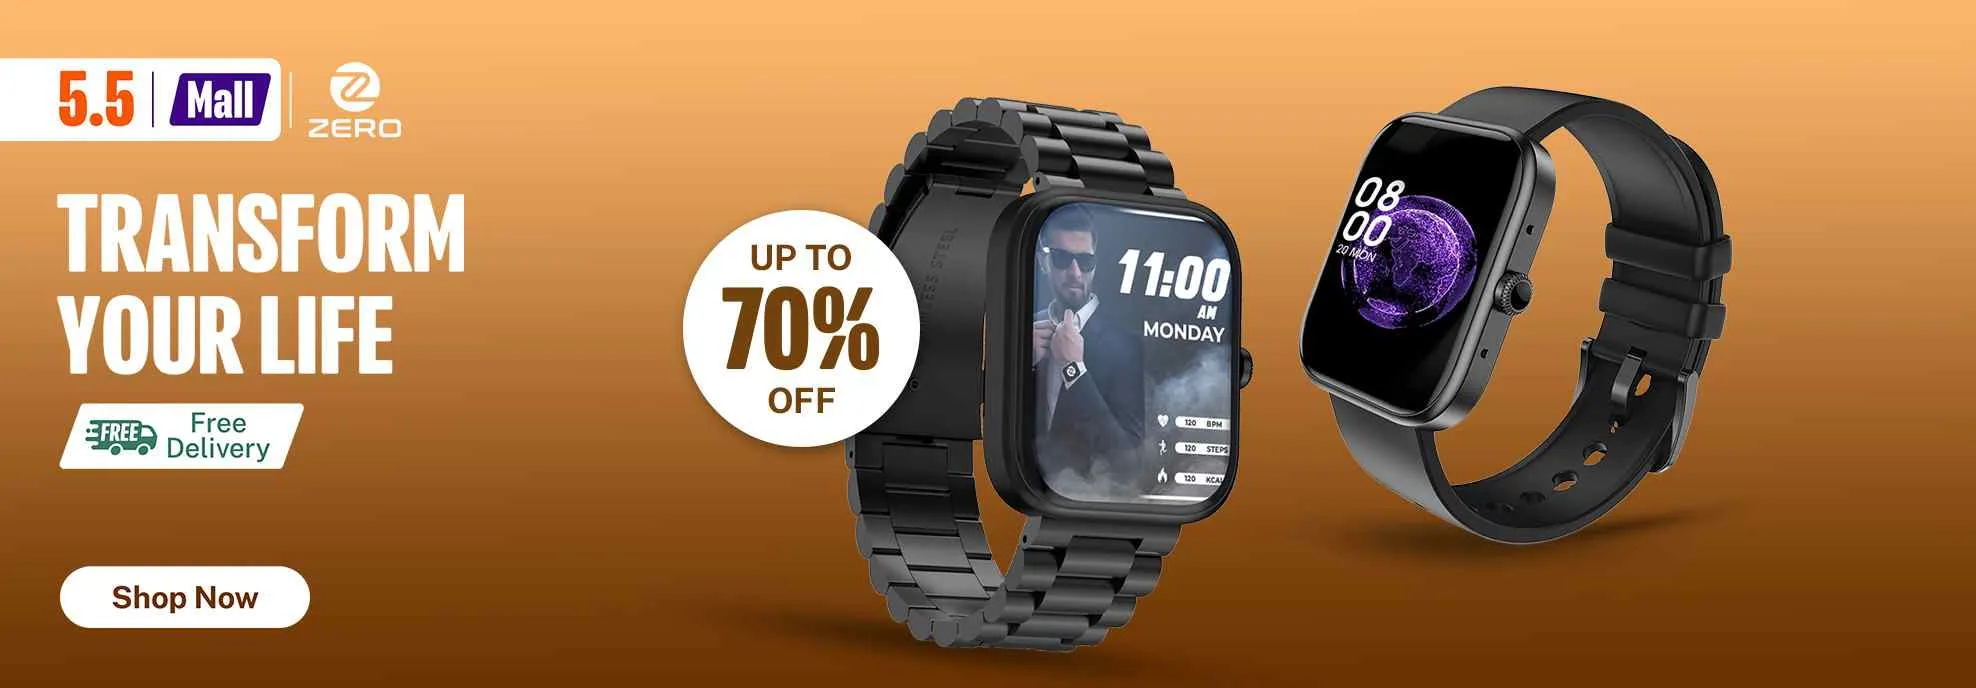 5.5
Mall
ZERO
TRANSFORM
YOUR LIFE
FREE
Free
Delivery
Shop Now
UP TO
70%
OFF
STEEL
11:00
AM
MONDAY
120 BPM
120 STEPS
120 KCAL
08
00
20 MON